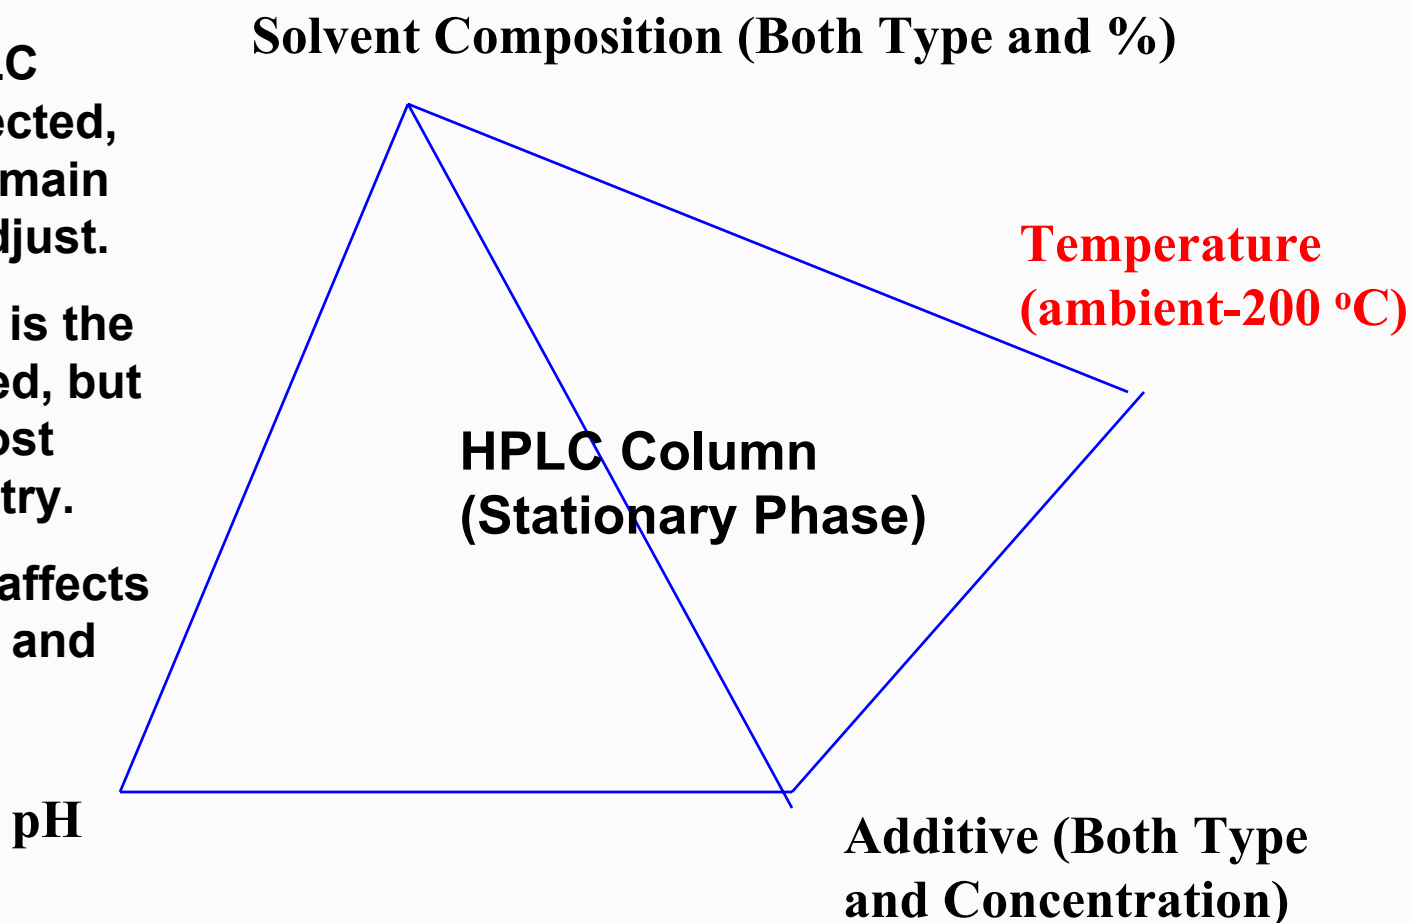 Solvent Composition (Both Type and %)
LC
ected,
main
djust.
is the
ed, but
ost
try.
affects
and
Temperature
(ambient-200 °C)
HPLC Column
(Stationary Phase)
pH
Additive (Both Type
and Concentration)